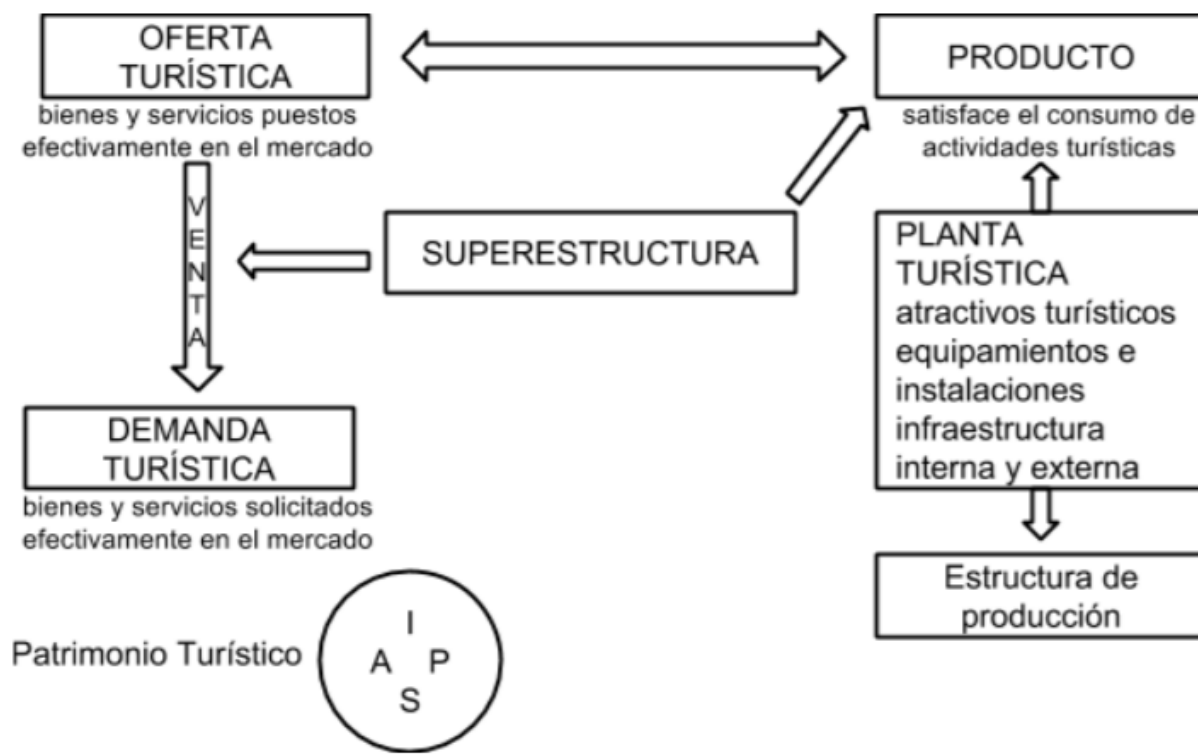 OFERTA
TURÍSTICA
bienes y servicios puestos
efectivamente en el mercado
PRODUCTO
satisface el consumo de
actividades turísticas
VENTA
SUPERESTRUCTURA
PLANTA
TURÍSTICA
atractivos turísticos
equipamientos e
instalaciones
infraestructura
interna y externa
DEMANDA
TURÍSTICA
bienes y servicios solicitados
efectivamente en el mercado
Estructura de
producción
Patrimonio Turístico
I
A P
S